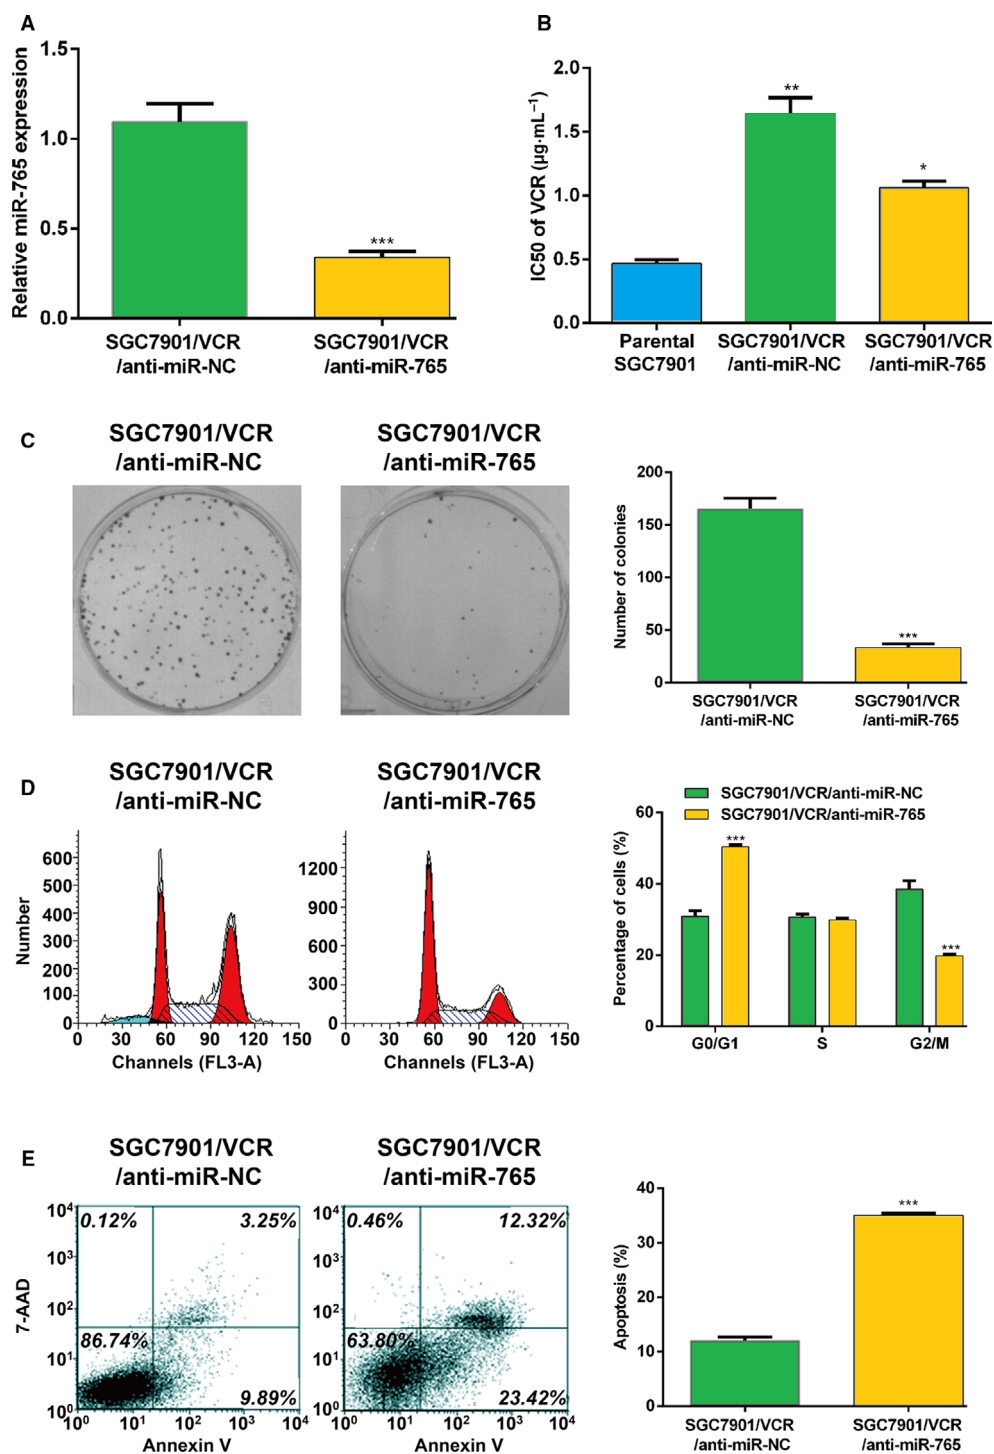 A
1.5
1.0
0.5
0.0
Relative miR-765 expression
***
SGC7901/VCR
/anti-miR-NC
SGC7901/VCR
/anti-miR-765
B
2.0
1.5
1.0
0.5
0.0
IC50 of VCR (µg·mL⁻¹)
**
*
Parental
SGC7901
SGC7901/VCR
/anti-miR-NC
SGC7901/VCR
/anti-miR-765
C
SGC7901/VCR
/anti-miR-NC
SGC7901/VCR
/anti-miR-765
200
150
100
50
0
Number of colonies
***
SGC7901/VCR
/anti-miR-NC
SGC7901/VCR
/anti-miR-765
D
SGC7901/VCR
/anti-miR-NC
600
500
400
300
200
100
0
Number
0 30 60 90 120 150
Channels (FL3-A)
SGC7901/VCR
/anti-miR-765
1200
900
600
300
0
0 30 60 90 120 150
Channels (FL3-A)
SGC7901/VCR/anti-miR-NC
SGC7901/VCR/anti-miR-765
60
40
20
0
Percentage of cells (%)
***
***
G0/G1 S G2/M
E
SGC7901/VCR
/anti-miR-NC
10⁴
10³
10²
10¹
10⁰
7-AAD
0.12% 3.25%
86.74%
9.89%
10⁰ 10¹ 10² 10³ 10⁴
Annexin V
SGC7901/VCR
/anti-miR-765
10⁴
10³
10²
10¹
10⁰
0.46% 12.32%
63.80%
23.42%
10⁰ 10¹ 10² 10³ 10⁴
Annexin V
40
30
20
10
0
Apoptosis (%)
***
SGC7901/VCR
/anti-miR-NC
SGC7901/VCR
/anti-miR-765